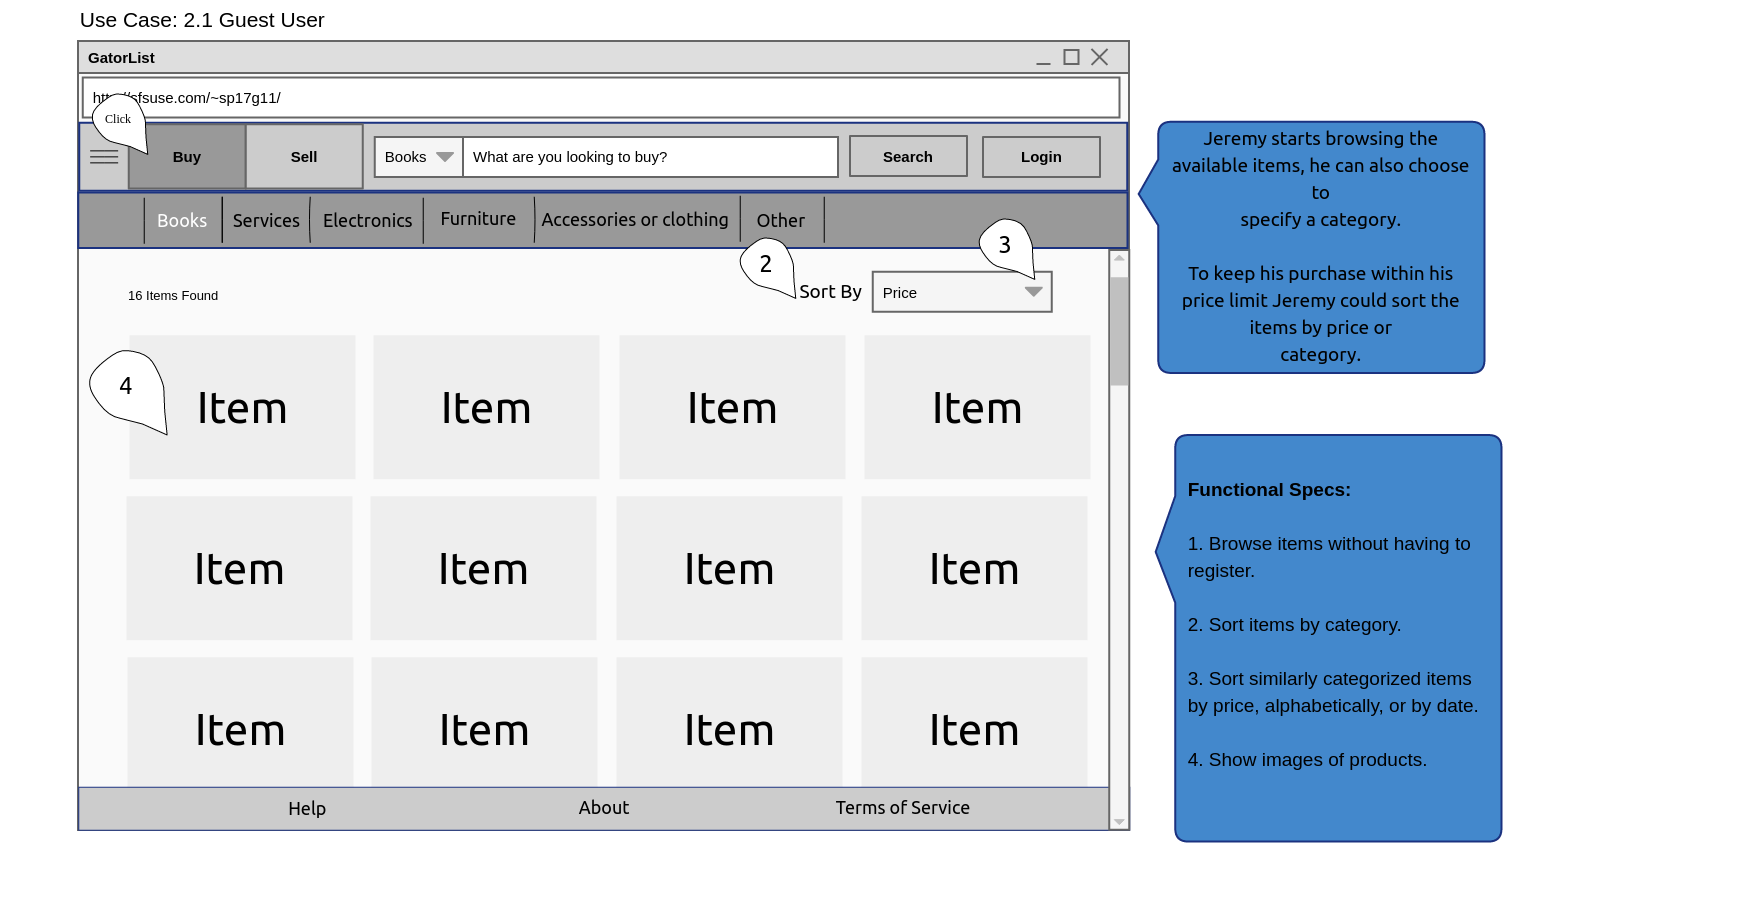 Use Case: 2.1 Guest User
GatorList
http://sfsuse.com/~sp17g11/
Click
Buy
Sell
Books
What are you looking to buy?
Search
Login
Books
Services
Electronics
Furniture
Accessories or clothing
Other
2
3
16 Items Found
Sort By
Price
4
Item
Item
Item
Item
Item
Item
Item
Item
Item
Item
Item
Item
Help
About
Terms of Service
Jeremy starts browsing the
available items, he can also choose
to
specify a category.
To keep his purchase within his
price limit Jeremy could sort the
items by price or
category.
Functional Specs:
1. Browse items without having to
register.
2. Sort items by category.
3. Sort similarly categorized items
by price, alphabetically, or by date.
4. Show images of products.